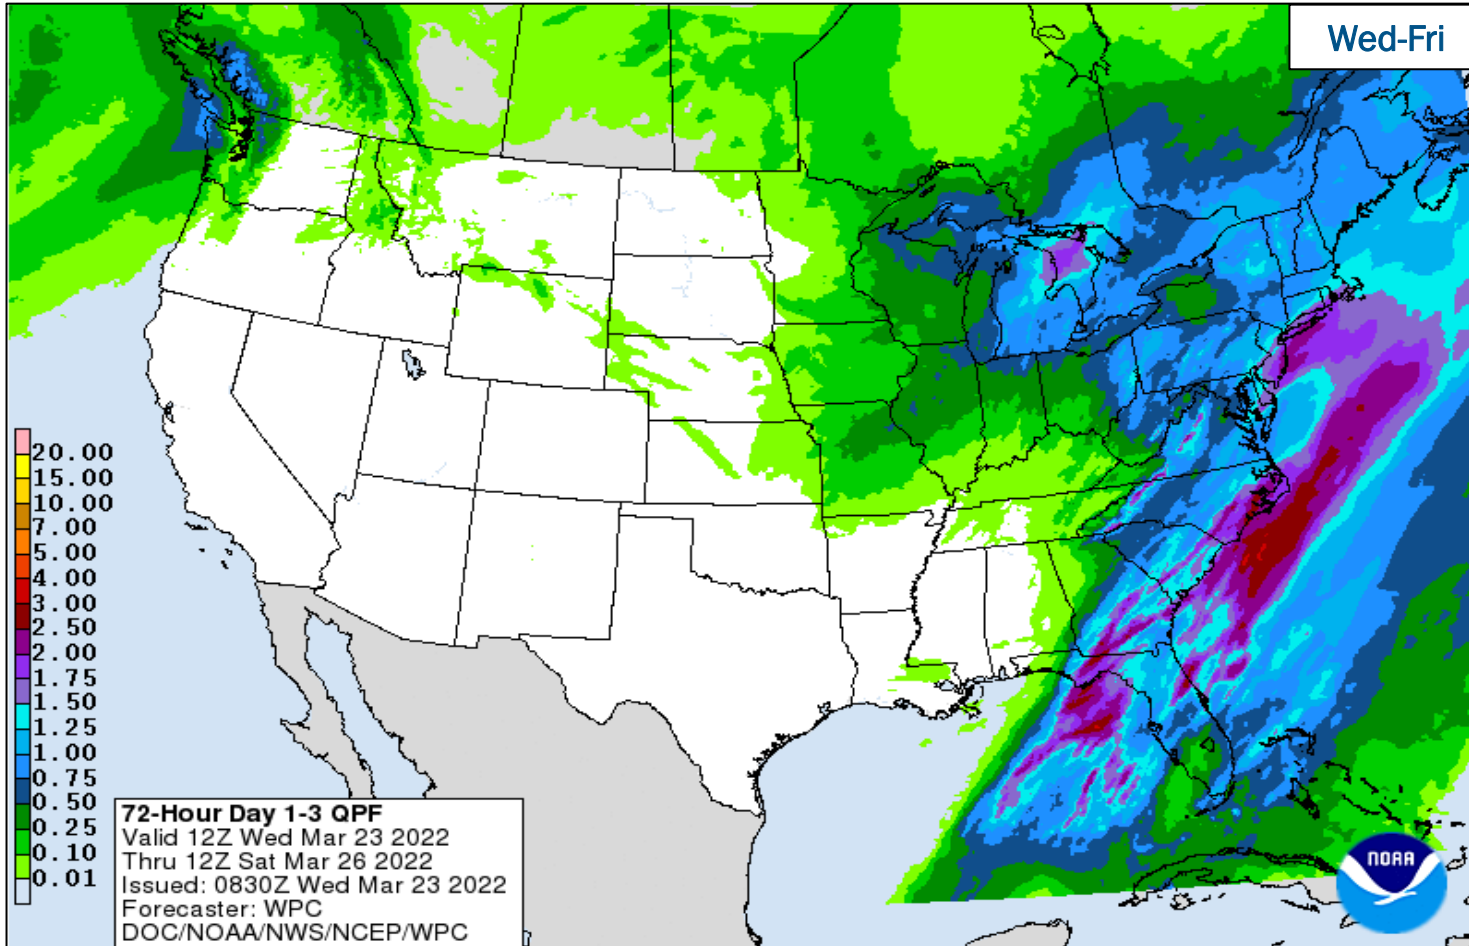 Wed-Fri
20.00
15.00
10.00
7.00
5.00
4.00
3.00
2.50
2.00
1.75
1.50
1.25
1.00
0.75
0.50
0.25
0.10
0.01
72-Hour Day 1-3 QPF
Valid 12Z Wed Mar 23 2022
Thru 12Z Sat Mar 26 2022
Issued: 0830Z Wed Mar 23 2022
Forecaster: WPC
DOC/NOAA/NWS/NCEP/WPC
NOAA